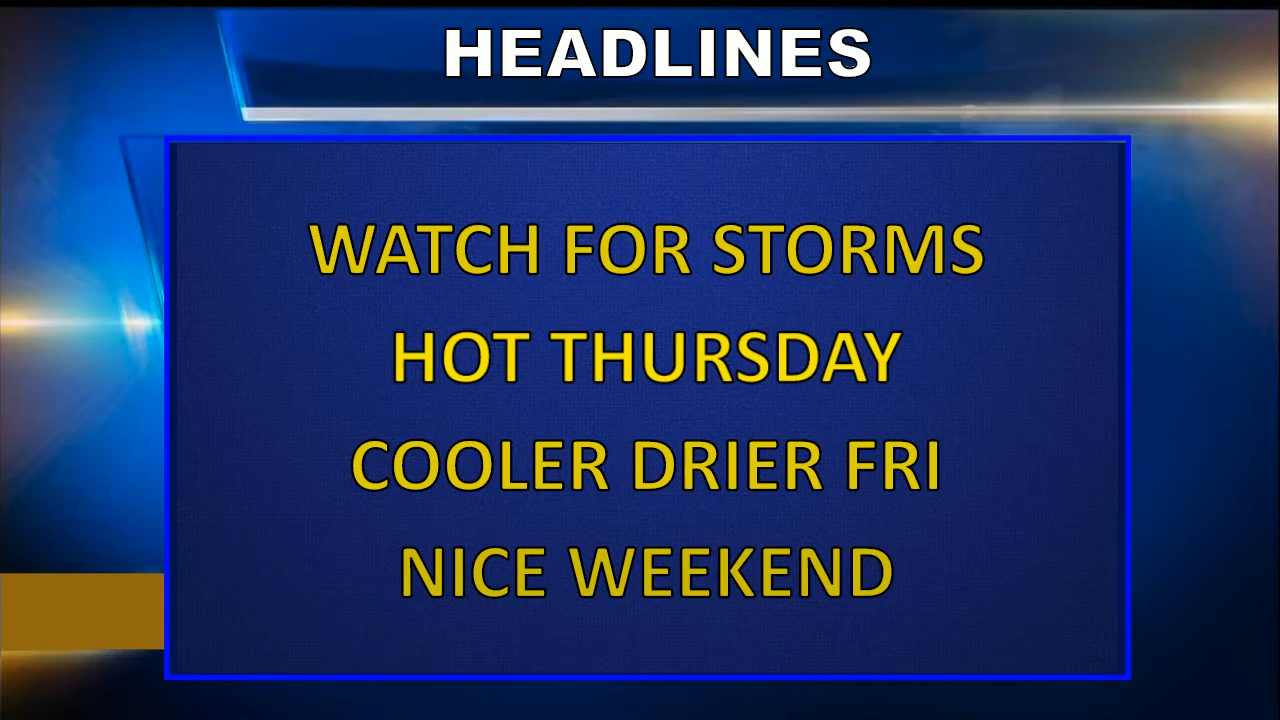 HEADLINES
WATCH FOR STORMS
HOT THURSDAY
COOLER DRIER FRI
NICE WEEKEND